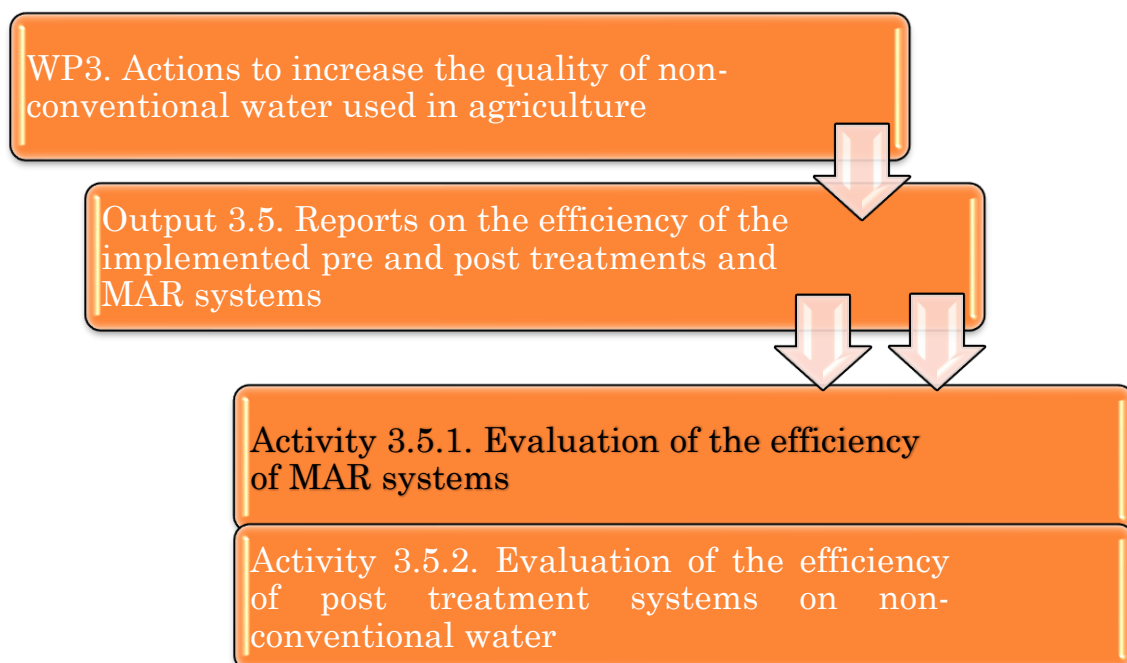 WP3. Actions to increase the quality of non-
conventional water used in agriculture
Output 3.5. Reports on the efficiency of the
implemented pre and post treatments and
MAR systems
Activity 3.5.1. Evaluation of the efficiency
of MAR systems
Activity 3.5.2. Evaluation of the efficiency
of post treatment systems on non-
conventional water